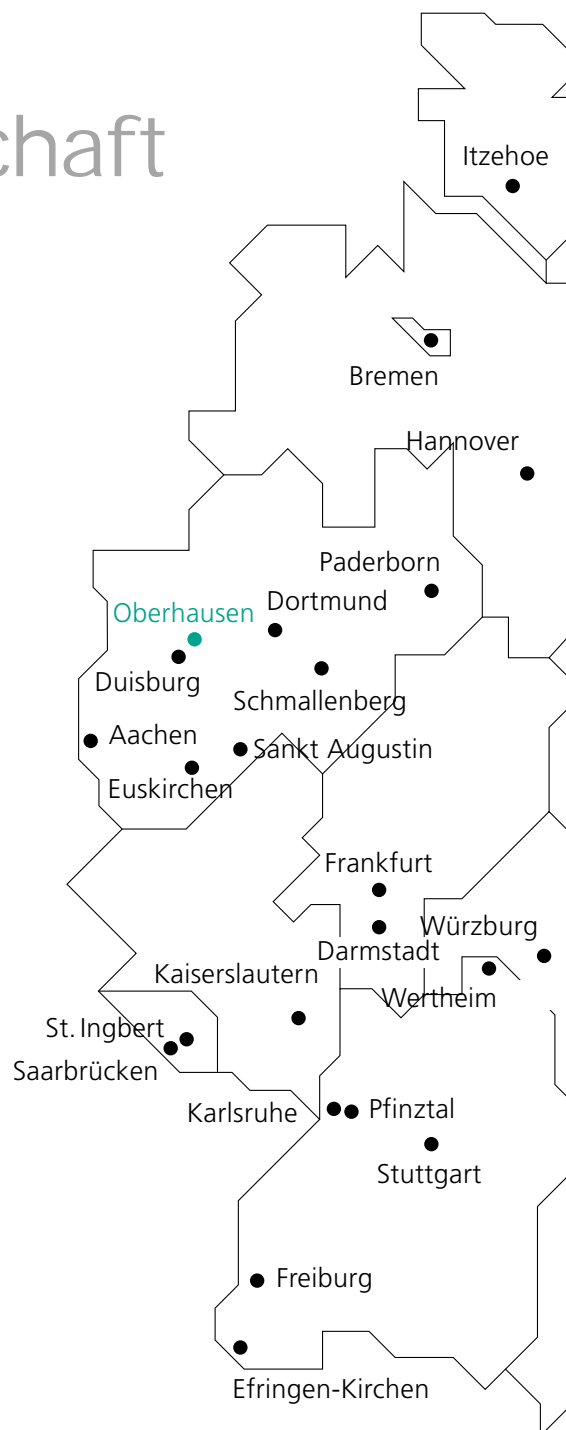 chaft
Itzehoe
Bremen
Hannover
Paderborn
Dortmund
Oberhausen
Duisburg
Schmallenberg
Aachen
Sankt Augustin
Euskirchen
Frankfurt
Würzburg
Darmstadt
Kaiserslautern
Wertheim
St. Ingbert
Saarbrücken
Karlsruhe
Pfinztal
Stuttgart
Freiburg
Efringen-Kirchen